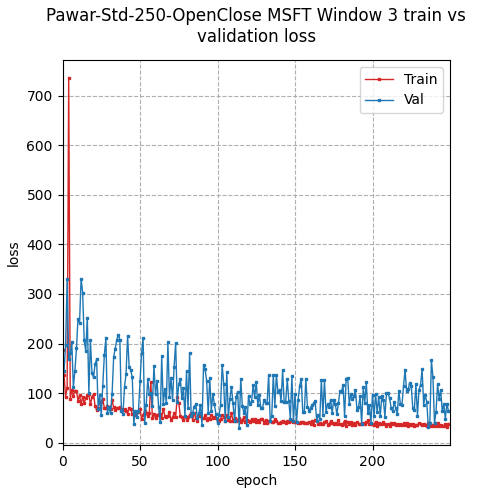 Pawar-Std-250-OpenClose MSFT Window 3 train vs
validation loss
Train
Val
700
600
500
400
300
200
100
0
loss
0 50 100 150 200
epoch